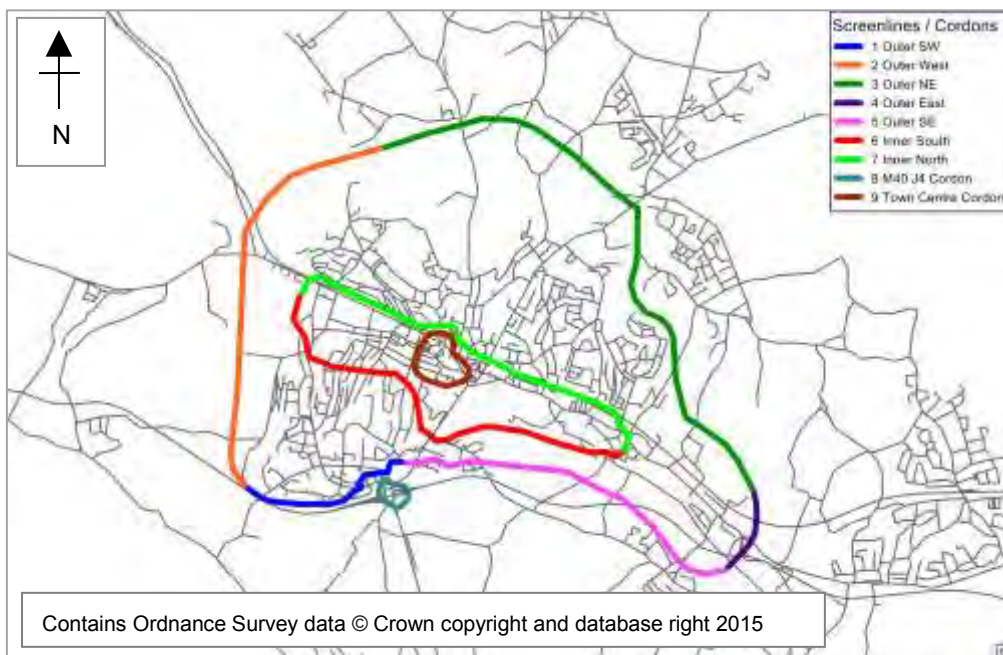 N
Screenlines / Cordons
1 Outer SW
2 Outer West
3 Outer NE
4 Outer East
5 Outer SE
6 Inner South
7 Inner North
8 M40 J4 Cordon
9 Town Centre Cordon
Contains Ordnance Survey data © Crown copyright and database right 2015